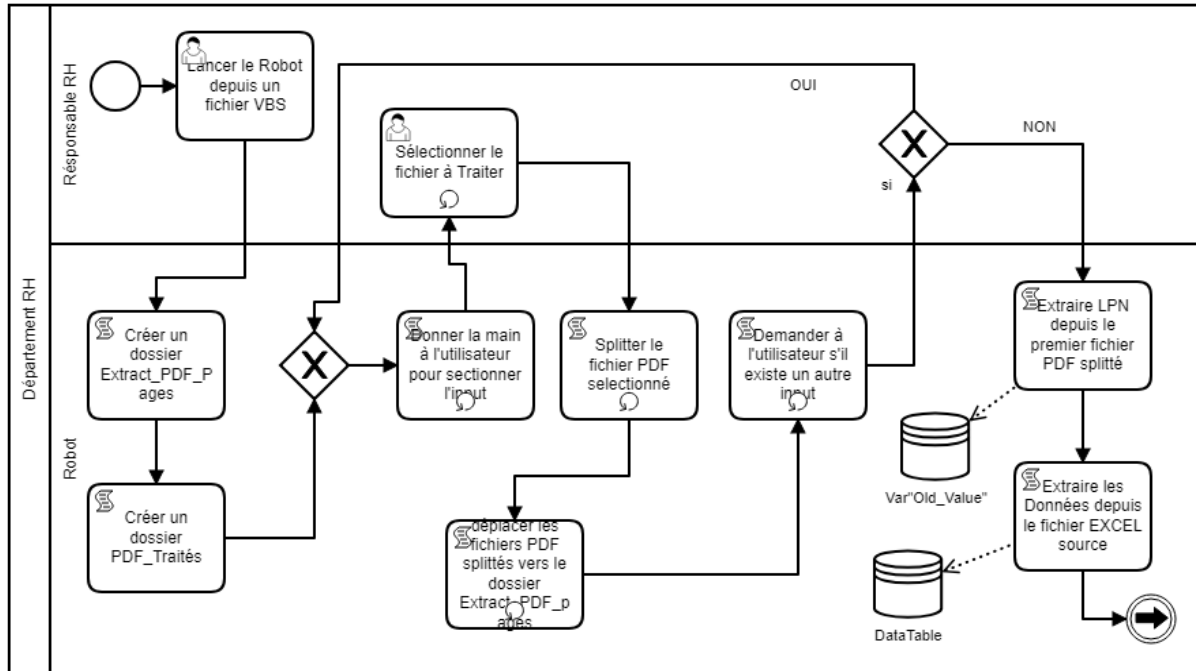 Département RH
Résponsable RH
Robot
Lancer le Robot
depuis un
fichier VBS
Sélectionner le
fichier à Traiter
OUI
NON
si
Créer un
dossier
Extract_PDF_P
ages
Donner la main
à l'utilisateur
pour sectionner
l'input
Splitter le
fichier PDF
selectionné
Demander à
l'utilisateur s'il
existe un autre
input
Extraire LPN
depuis le
premier fichier
PDF splitté
Var"Old_Value"
Créer un
dossier
PDF_Traités
déplacer les
fichiers PDF
splittés vers le
dossier
Extract_PDF_p
ages
Extraire les
Données depuis
le fichier EXCEL
source
DataTable